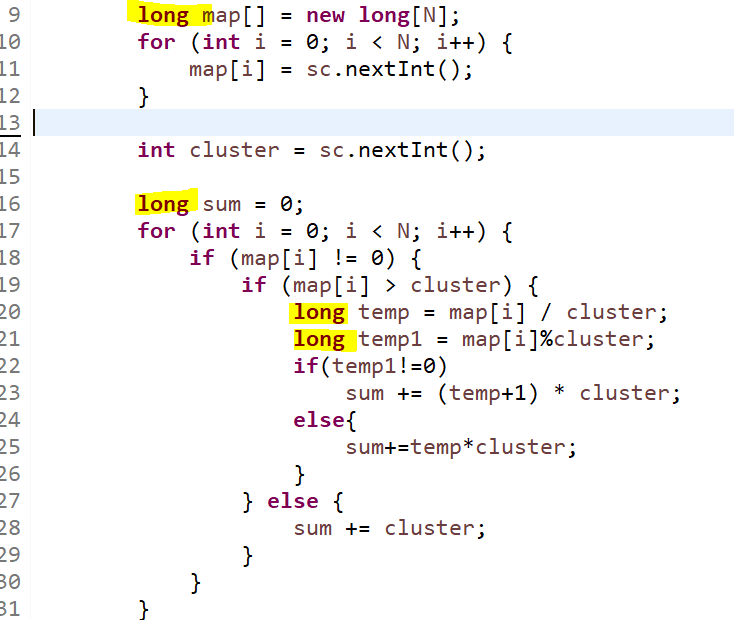 9 long map[] = new long[N];
10 for (int i = 0; i < N; i++) {
11 map[i] = sc.nextInt();
12 }
13
14 int cluster = sc.nextInt();
15
16 long sum = 0;
17 for (int i = 0; i < N; i++) {
18 if (map[i] != 0) {
19 if (map[i] > cluster) {
20 long temp = map[i] / cluster;
21 long temp1 = map[i]%cluster;
22 if(temp1!=0)
23 sum += (temp+1) * cluster;
24 else{
25 sum+=temp*cluster;
26 }
27 } else {
28 sum += cluster;
29 }
30 }
31 }